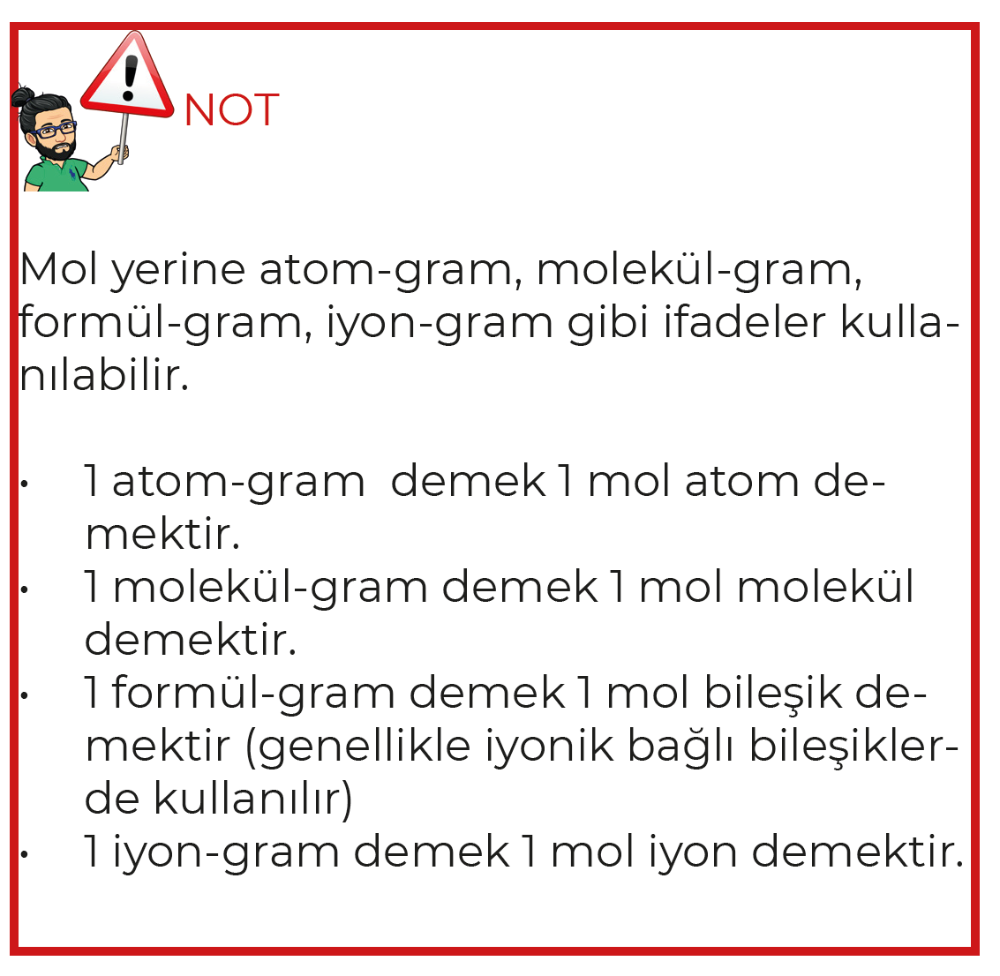 NOT
Mol yerine atom-gram, molekül-gram,
formül-gram, iyon-gram gibi ifadeler kulla-
nılabilir.
• 1 atom-gram  demek 1 mol atom de-
mektir.
• 1 molekül-gram demek 1 mol molekül
demektir.
• 1 formül-gram demek 1 mol bileşik de-
mektir (genellikle iyonik bağlı bileşikler-
de kullanılır)
• 1 iyon-gram demek 1 mol iyon demektir.